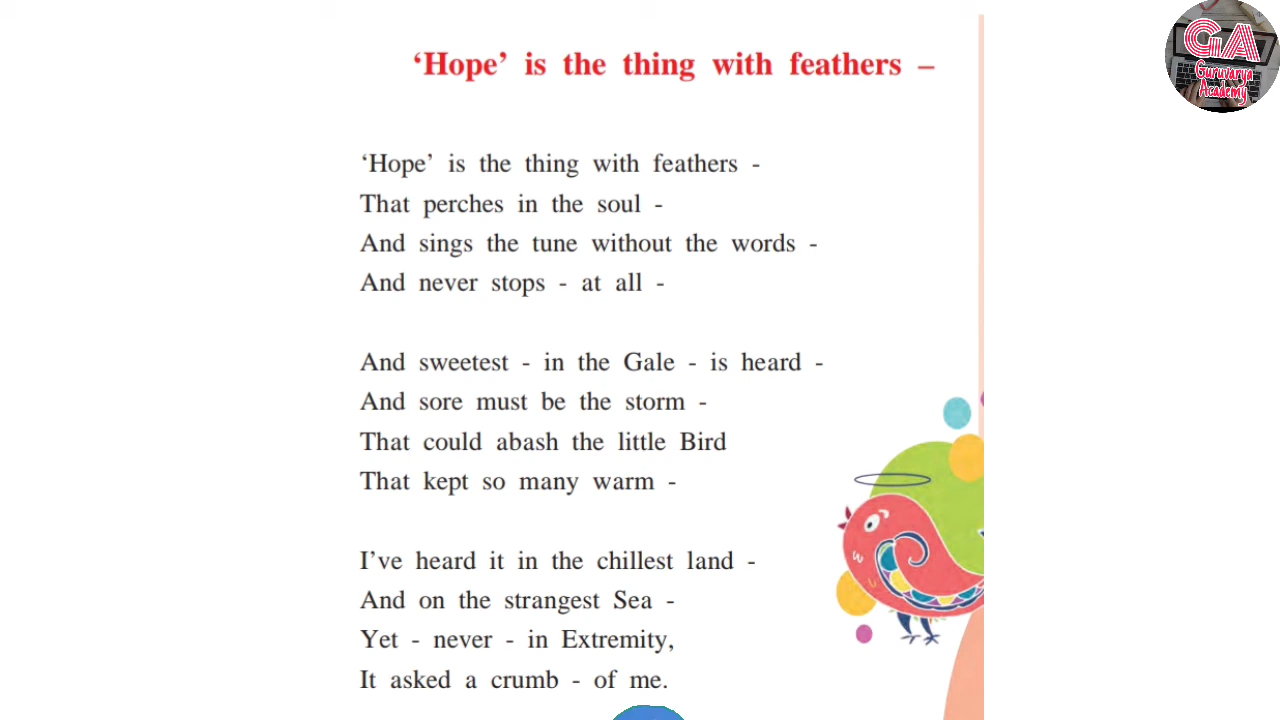 ‘Hope’ is the thing with feathers –
‘Hope’ is the thing with feathers -
That perches in the soul -
And sings the tune without the words -
And never stops - at all -
And sweetest - in the Gale - is heard -
And sore must be the storm -
That could abash the little Bird
That kept so many warm -
I’ve heard it in the chillest land -
And on the strangest Sea -
Yet - never - in Extremity,
It asked a crumb - of me.
GA
Guruvarya
Academy